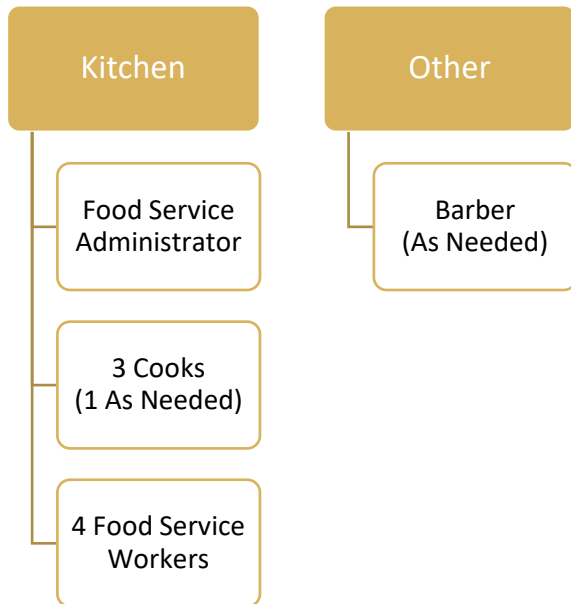 Kitchen
Food Service
Administrator
3 Cooks
(1 As Needed)
4 Food Service
Workers
Other
Barber
(As Needed)